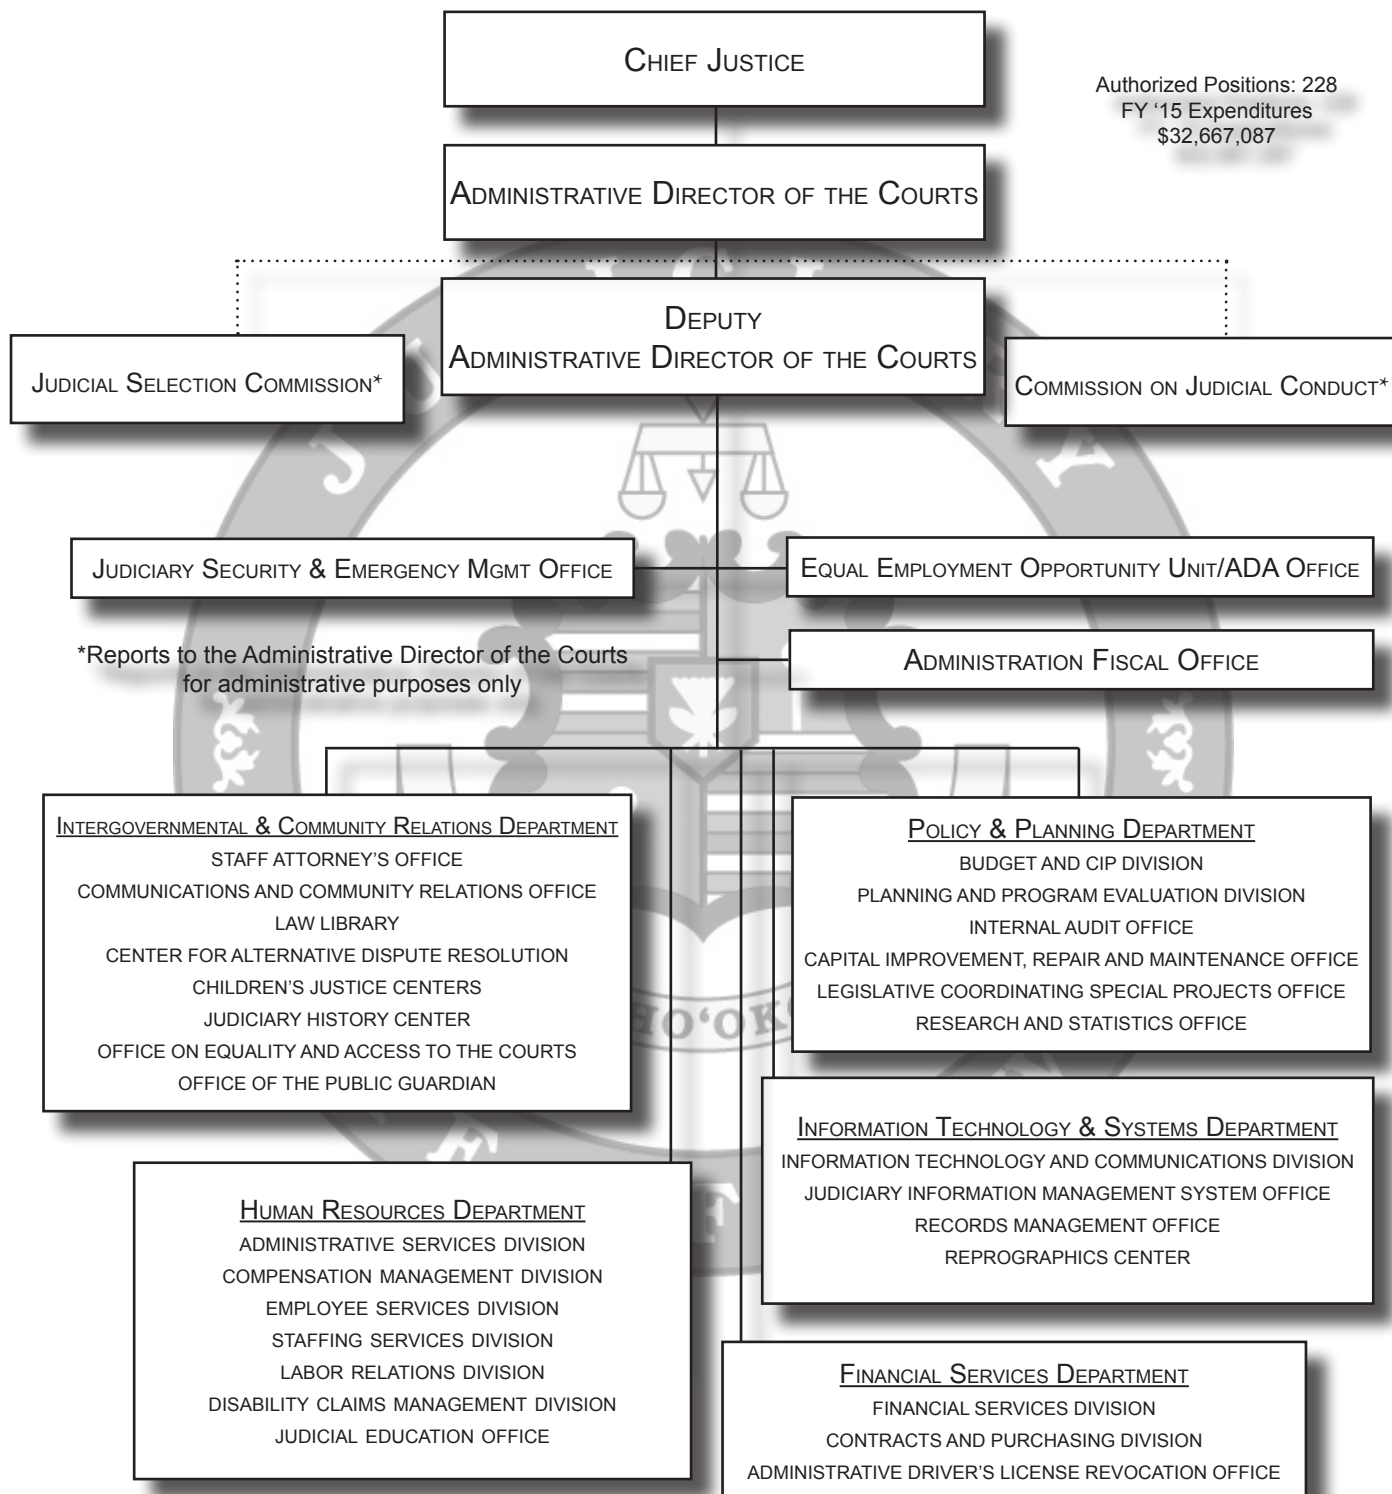 Chief Justice
Authorized Positions: 228
FY ‘15 Expenditures
$32,667,087
Administrative Director of the Courts
Deputy
Administrative Director of the Courts
Judicial Selection Commission*
Commission on Judicial Conduct*
Judiciary Security & Emergency Mgmt Office
Equal Employment Opportunity Unit/ADA Office
*Reports to the Administrative Director of the Courts
for administrative purposes only
Administration Fiscal Office
Intergovernmental & Community Relations Department
STAFF ATTORNEY’S OFFICE
COMMUNICATIONS AND COMMUNITY RELATIONS OFFICE
LAW LIBRARY
CENTER FOR ALTERNATIVE DISPUTE RESOLUTION
CHILDREN’S JUSTICE CENTERS
JUDICIARY HISTORY CENTER
OFFICE ON EQUALITY AND ACCESS TO THE COURTS
OFFICE OF THE PUBLIC GUARDIAN
Policy & Planning Department
BUDGET AND CIP DIVISION
PLANNING AND PROGRAM EVALUATION DIVISION
INTERNAL AUDIT OFFICE
CAPITAL IMPROVEMENT, REPAIR AND MAINTENANCE OFFICE
LEGISLATIVE COORDINATING SPECIAL PROJECTS OFFICE
RESEARCH AND STATISTICS OFFICE
Information Technology & Systems Department
INFORMATION TECHNOLOGY AND COMMUNICATIONS DIVISION
JUDICIARY INFORMATION MANAGEMENT SYSTEM OFFICE
RECORDS MANAGEMENT OFFICE
REPROGRAPHICS CENTER
Human Resources Department
ADMINISTRATIVE SERVICES DIVISION
COMPENSATION MANAGEMENT DIVISION
EMPLOYEE SERVICES DIVISION
STAFFING SERVICES DIVISION
LABOR RELATIONS DIVISION
DISABILITY CLAIMS MANAGEMENT DIVISION
JUDICIAL EDUCATION OFFICE
Financial Services Department
FINANCIAL SERVICES DIVISION
CONTRACTS AND PURCHASING DIVISION
ADMINISTRATIVE DRIVER’S LICENSE REVOCATION OFFICE